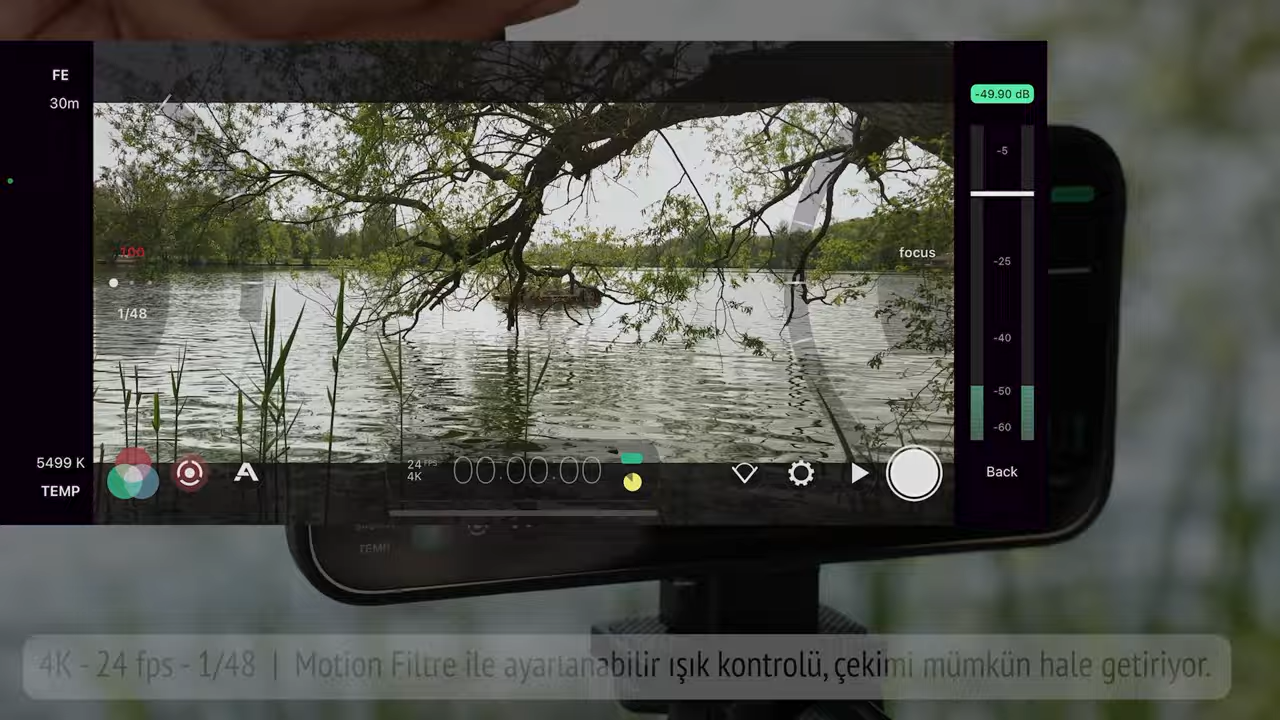 FE
30m
-49.90 dB
-5
100
focus
-25
1/48
-40
-50
-60
5499 K
TEMP
24 FPS
4K
00:00:00
Back
TEMP
4K - 24 fps - 1/48 | Motion Filtre ile ayarlanabilir ışık kontrolü, çekimi mümkün hale getiriyor.